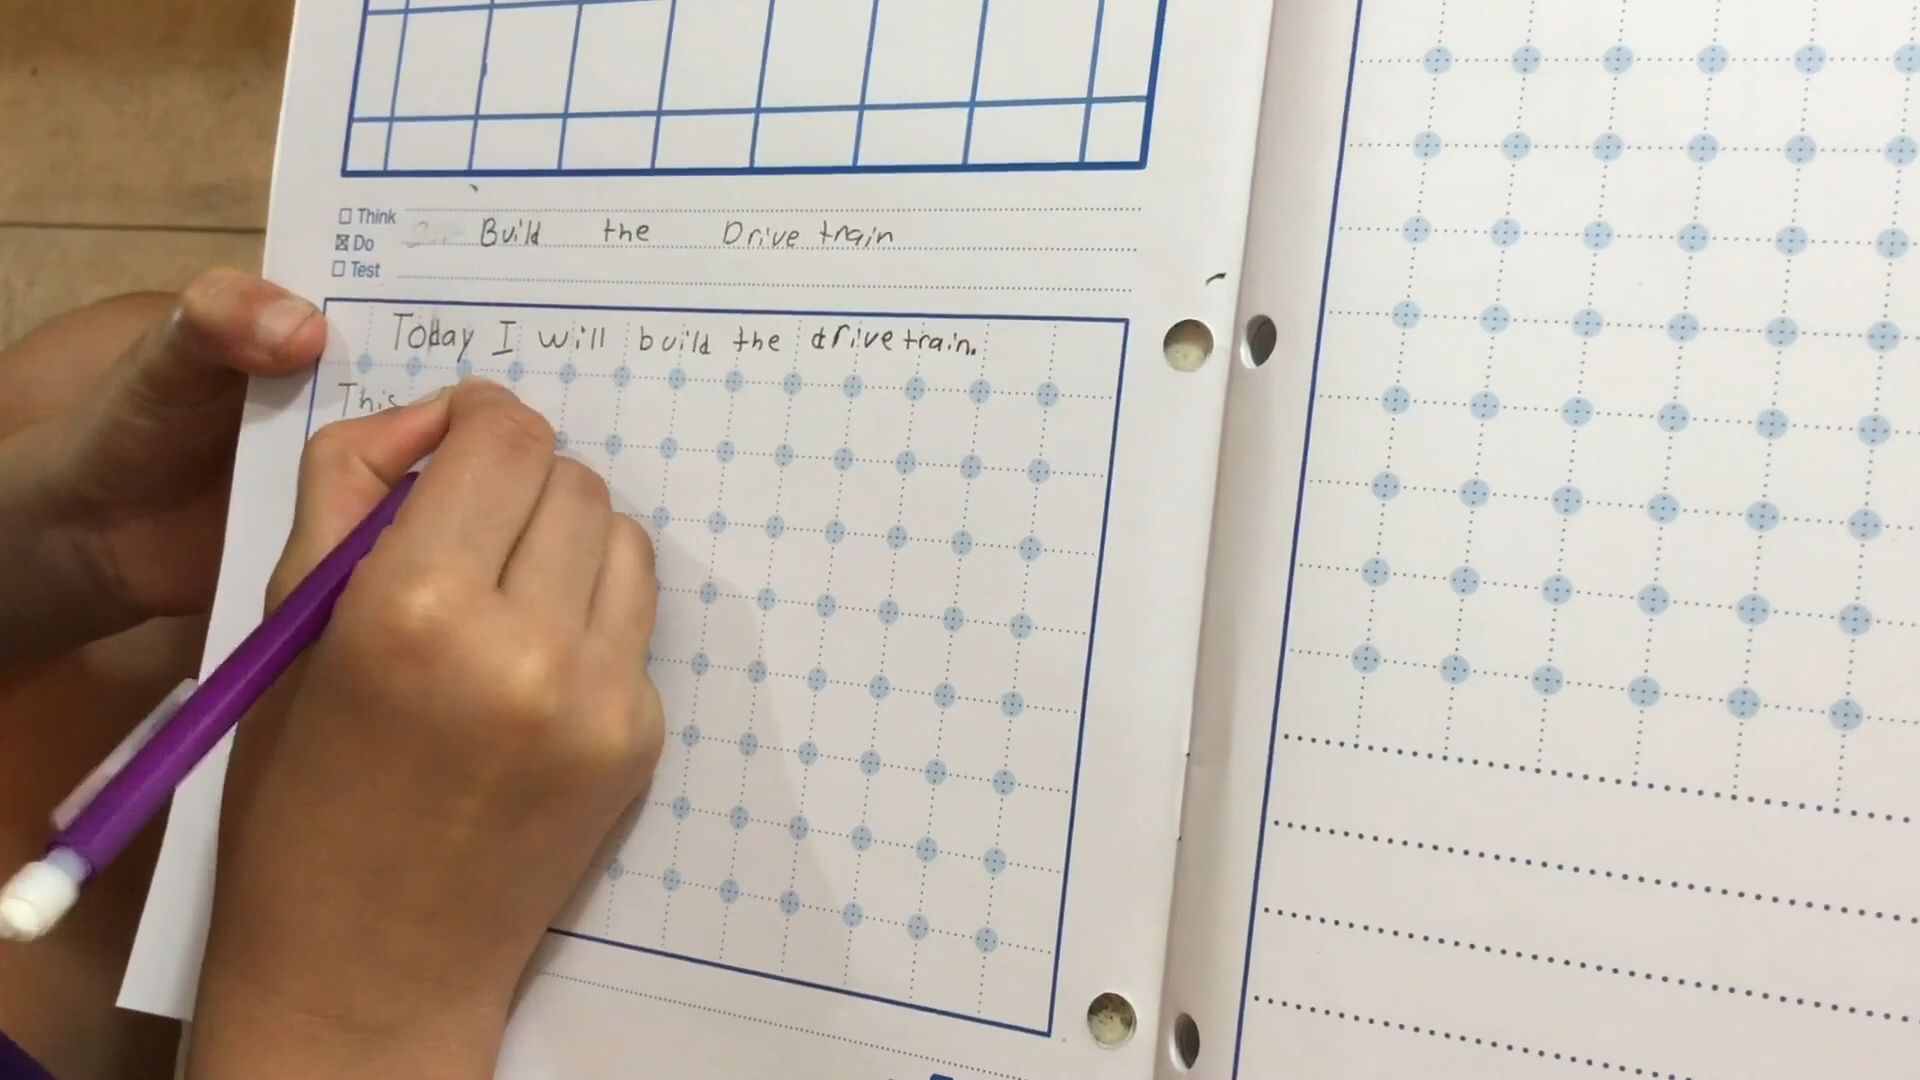 Think
Do Build the Drive train
Test
Today I will build the drive train.
This